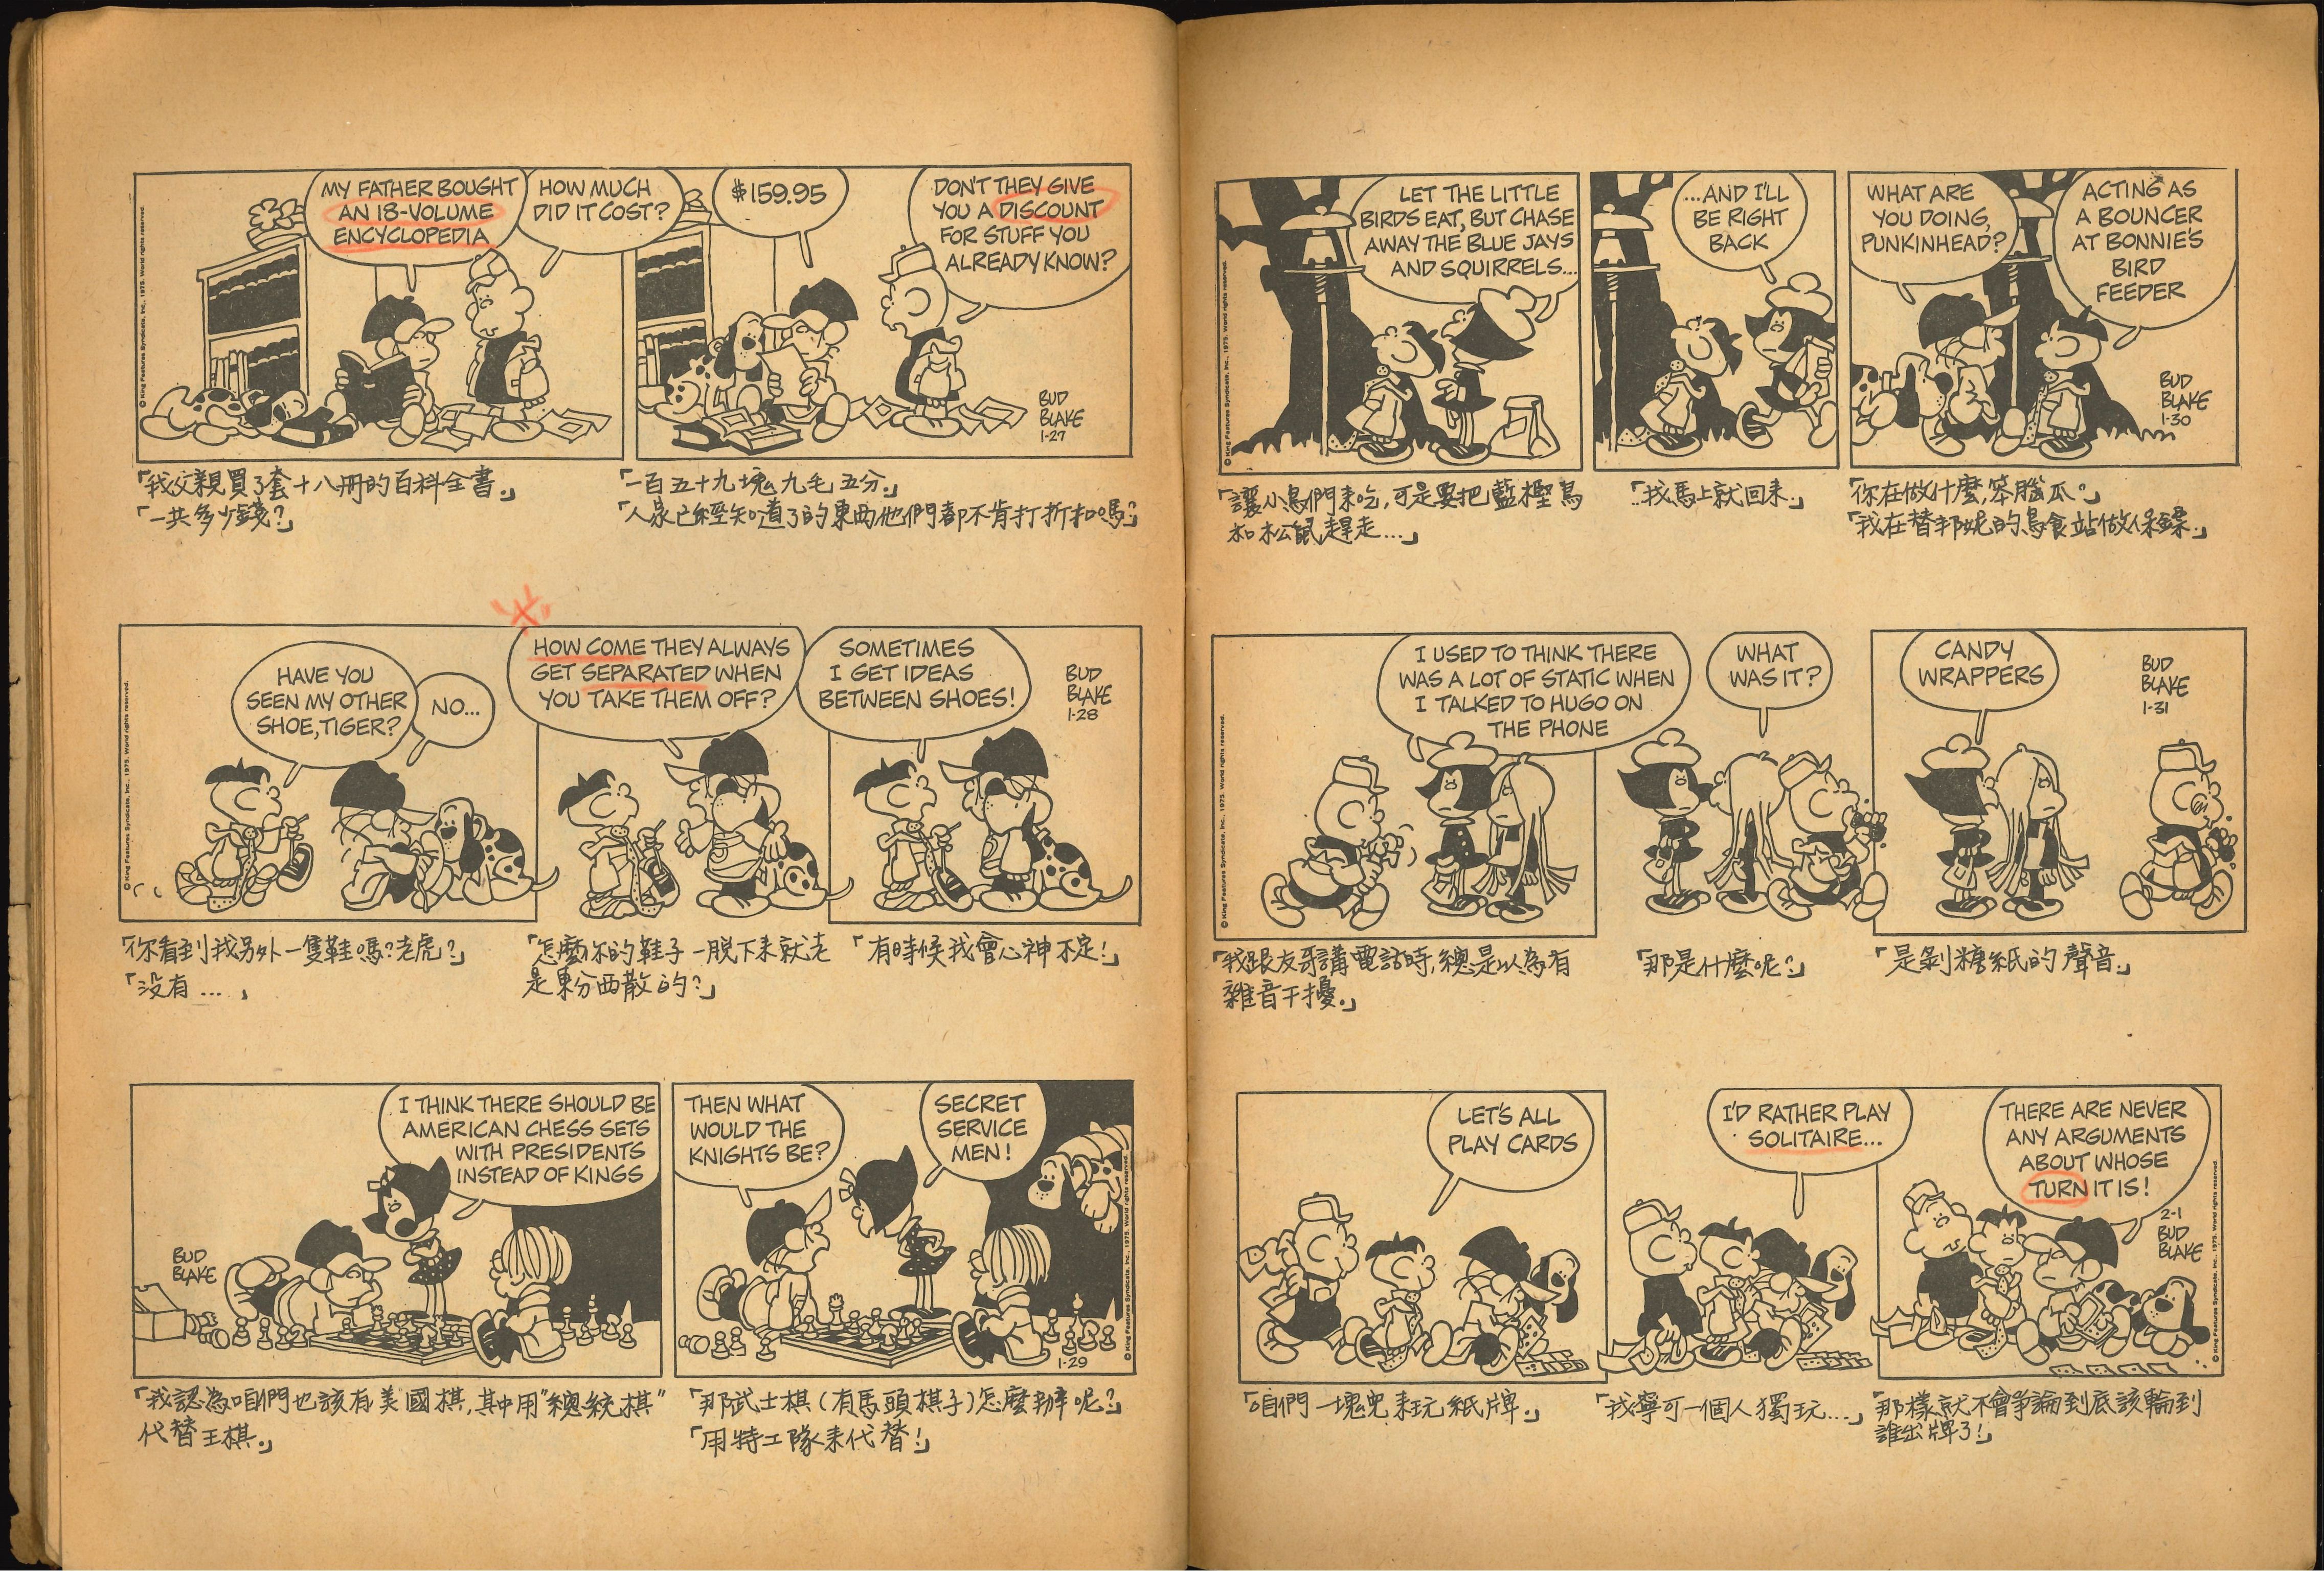 MY FATHER BOUGHT
AN 18-VOLUME
ENCYCLOPEDIA
HOW MUCH
DID IT COST?
$159.95
DON'T THEY GIVE
YOU A DISCOUNT
FOR STUFF YOU
ALREADY KNOW?
BUD
BLAKE
1-27
© King Features Syndicate, Inc., 1975. World rights reserved.
「我父親買了套十八冊的百科全書。」
「一共多少錢?」
「一百五十九塊九毛五分。」
「人家已經知道了的東西他們都不肯打折扣嗎?」
HAVE YOU
SEEN MY OTHER
SHOE, TIGER?
NO...
HOW COME THEY ALWAYS
GET SEPARATED WHEN
YOU TAKE THEM OFF?
SOMETIMES
I GET IDEAS
BETWEEN SHOES!
BUD
BLAKE
1-28
© King Features Syndicate, Inc., 1975. World rights reserved.
「你看到我另外一隻鞋嗎?老虎?」
「没有...」
「怎麼你的鞋子一脫下來就老
是東分西散的?」
「有時候我會心神不定!」
I THINK THERE SHOULD BE
AMERICAN CHESS SETS
WITH PRESIDENTS
INSTEAD OF KINGS
BUD
BLAKE
THEN WHAT
WOULD THE
KNIGHTS BE?
SECRET
SERVICE
MEN!
1-29
© King Features Syndicate, Inc., 1975. World rights reserved.
「我認為咱們也該有美國棋,其中用"總統棋"
代替王棋。」
「那武士棋(有馬頭棋子)怎麼辦呢?」
「用特工隊來代替!」
LET THE LITTLE
BIRDS EAT, BUT CHASE
AWAY THE BLUE JAYS
AND SQUIRRELS...
...AND I'LL
BE RIGHT
BACK
WHAT ARE
YOU DOING,
PUNKINHEAD?
ACTING AS
A BOUNCER
AT BONNIE'S
BIRD
FEEDER
BUD
BLAKE
1-30
© King Features Syndicate, Inc., 1975. World rights reserved.
「讓小鳥們來吃,可是要把藍樫鳥
和松鼠趕走...」
「...我馬上就回來。」
「你在做什麼,笨腦瓜。」
「我在替邦妮的鳥食站做保鏢。」
I USED TO THINK THERE
WAS A LOT OF STATIC WHEN
I TALKED TO HUGO ON
THE PHONE
WHAT
WAS IT?
CANDY
WRAPPERS
BUD
BLAKE
1-31
© King Features Syndicate, Inc., 1975. World rights reserved.
「我跟友哥講電話時,總是以為有
雜音干擾。」
「那是什麼呢?」
「是剝糖紙的聲音。」
LET'S ALL
PLAY CARDS
I'D RATHER PLAY
SOLITAIRE...
THERE ARE NEVER
ANY ARGUMENTS
ABOUT WHOSE
TURN IT IS!
2-1
BUD
BLAKE
© King Features Syndicate, Inc., 1975. World rights reserved.
「咱們一塊兒來玩紙牌。」
「我寧可一個人獨玩...」
「那樣就不會爭論到底該輪到
誰出牌了!」